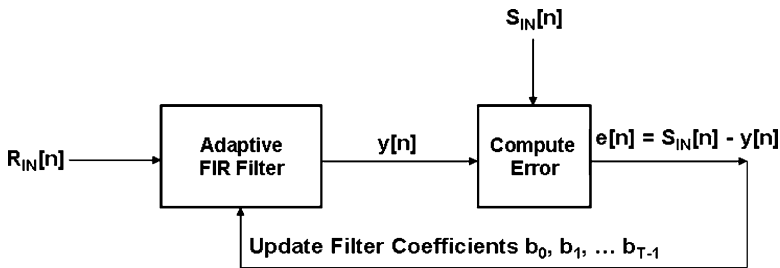 S_IN[n]
Adaptive
FIR Filter
Compute
Error
R_IN[n]
y[n]
e[n] = S_IN[n] - y[n]
Update Filter Coefficients b_0, b_1, ... b_T-1